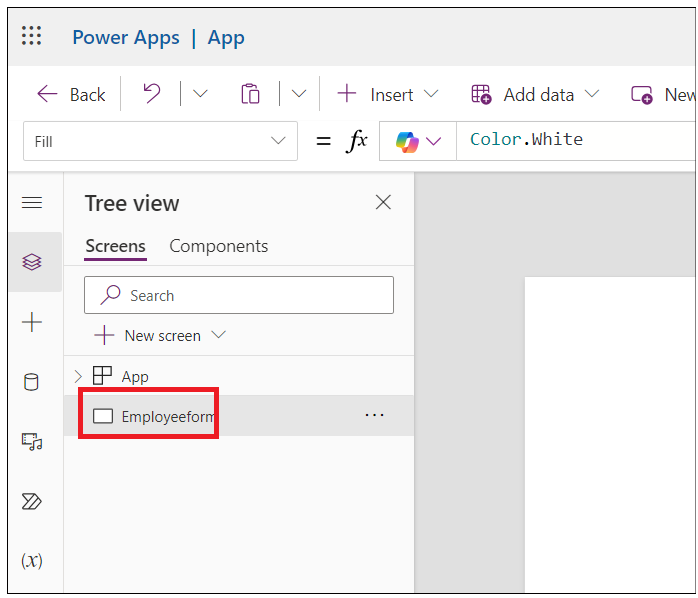 Power Apps | App
Back Insert Add data New
Fill = fx Color.White
Tree view
Screens Components
Search
New screen
App
Employeeform ...
(x)